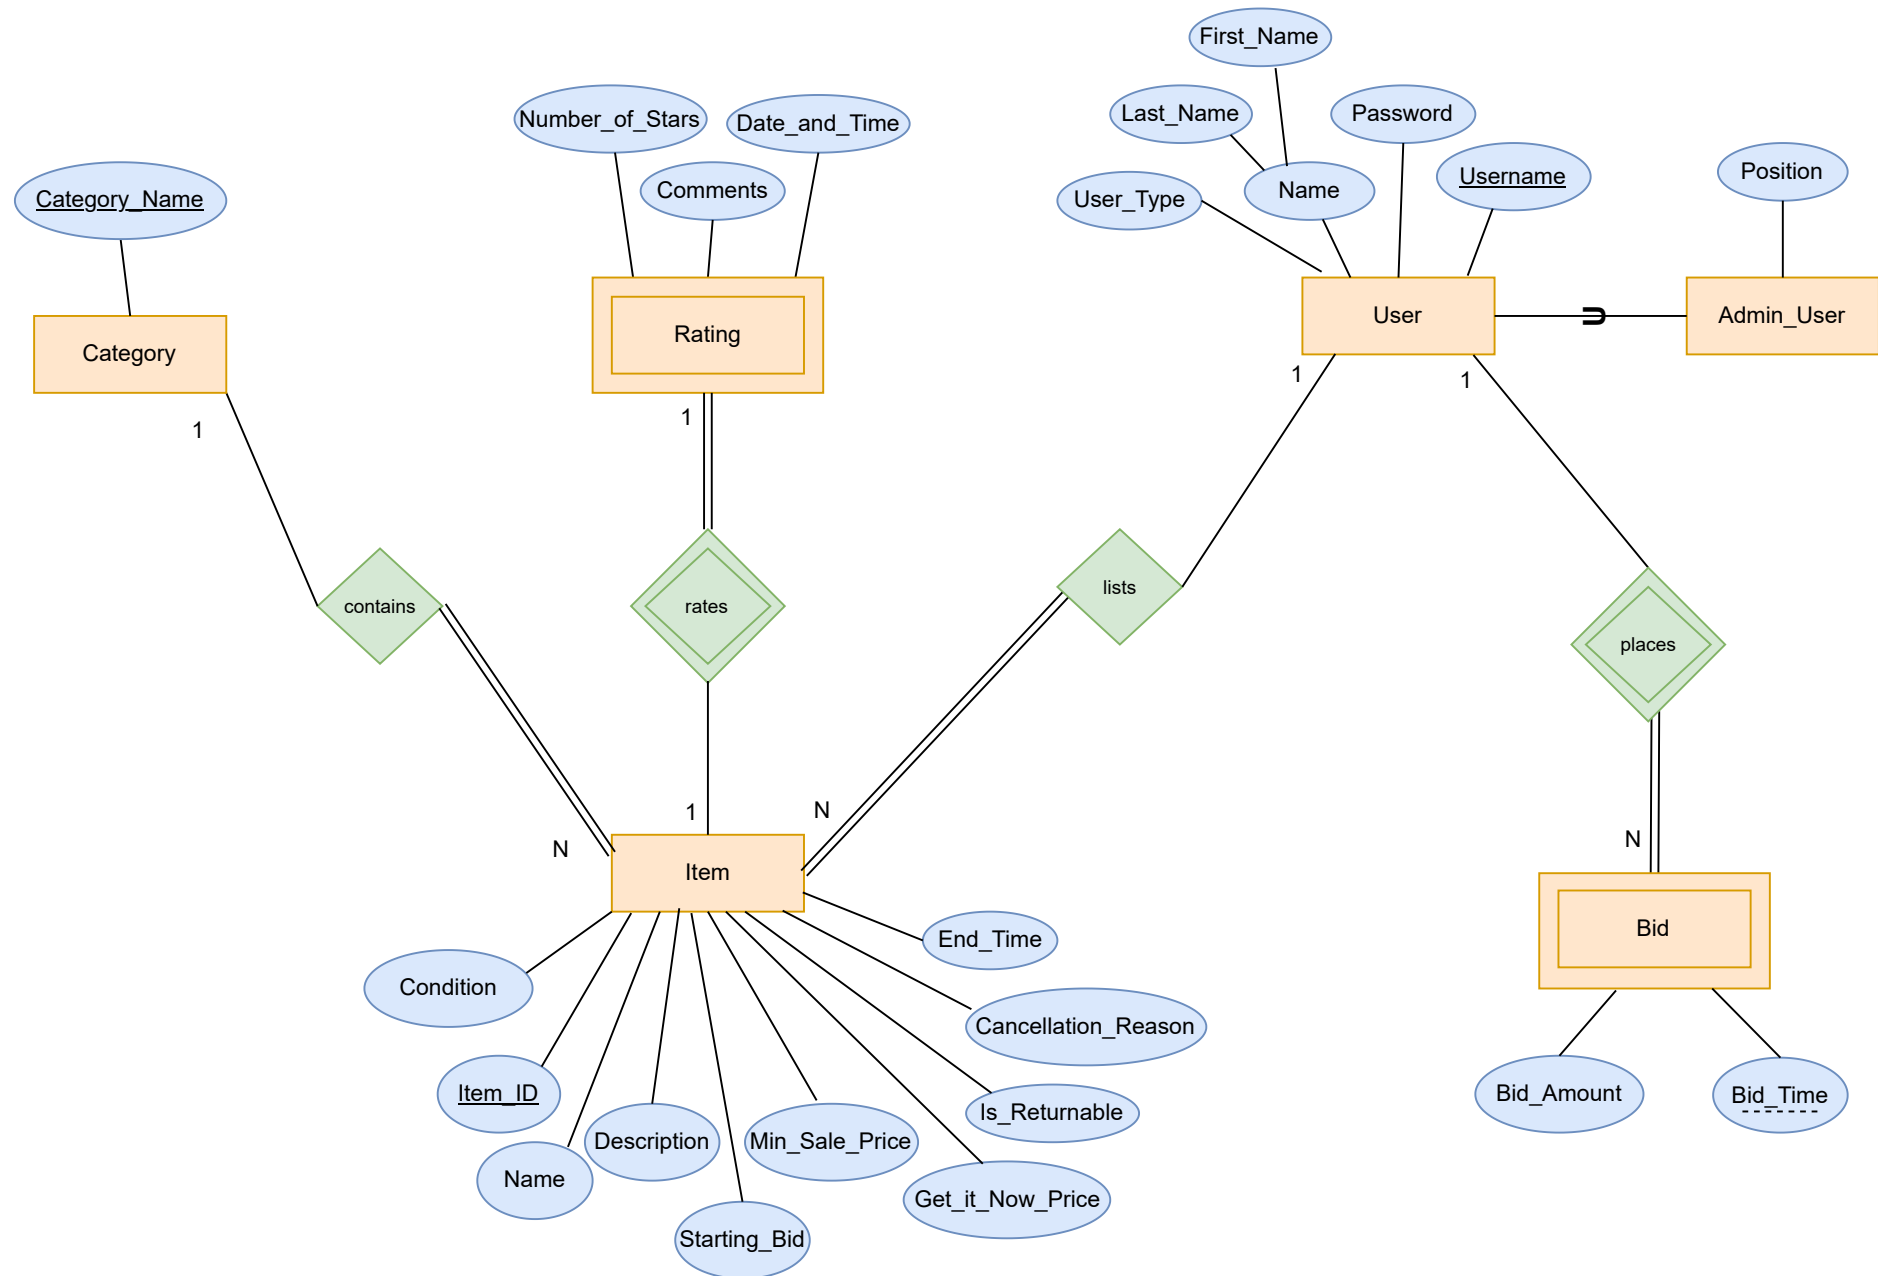 First_Name
Number_of_Stars
Date_and_Time
Last_Name
Password
Category_Name
Comments
User_Type
Name
Username
Position
Category
Rating
User
Admin_User
1
1
1
1
contains
rates
lists
places
N
1
N
N
Item
Bid
End_Time
Condition
Cancellation_Reason
Item_ID
Is_Returnable
Bid_Amount
Bid_Time
Name
Description
Min_Sale_Price
Get_it_Now_Price
Starting_Bid